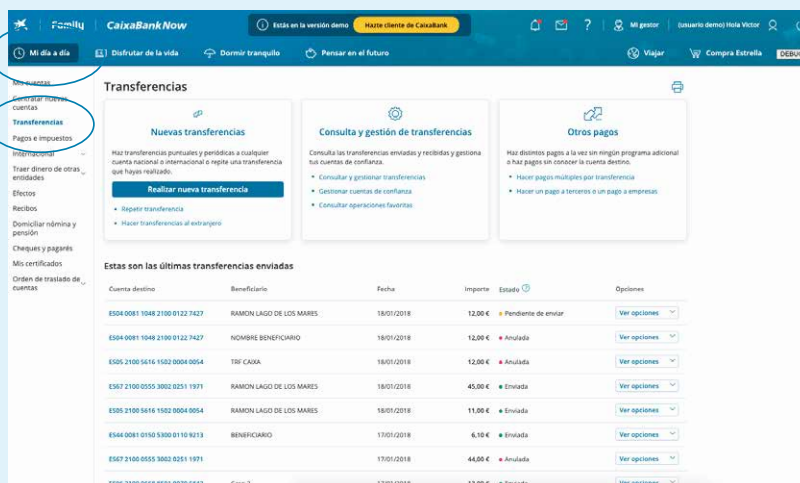 Family
CaixaBankNow
Estás en la versión demo
Hazte cliente de CaixaBank
?
Mi gestor
(usuario demo) Hola Victor
Mi día a día
Disfrutar de la vida
Dormir tranquilo
Pensar en el futuro
Viajar
Compra Estrella
DEBUG
Mis cuentas
Contratar nuevas
cuentas
Transferencias
Pagos e impuestos
Internacional
Traer dinero de otras
entidades
Efectos
Recibos
Domiciliar nómina y
pensión
Cheques y pagarés
Mis certificados
Orden de traslado de
cuentas
Transferencias
Nuevas transferencias
Haz transferencias puntuales y periódicas a cualquier
cuenta nacional o internacional o repite una transferencia
que hayas realizado.
Realizar nueva transferencia
• Repetir transferencia
• Hacer transferencias al extranjero
Consulta y gestión de transferencias
Consulta las transferencias enviadas y recibidas y gestiona
tus cuentas de confianza.
• Consultar y gestionar transferencias
• Gestionar cuentas de confianza
• Consultar operaciones favoritas
Otros pagos
Haz distintos pagos a la vez sin ningún programa adicional
o haz pagos sin conocer la cuenta destino.
• Hacer pagos múltiples por transferencia
• Hacer un pago a terceros o un pago a empresas
Estas son las últimas transferencias enviadas
Cuenta destino Beneficiario Fecha Importe Estado ? Opciones
ES04 0081 1048 2100 0122 7427 RAMON LAGO DE LOS MARES 18/01/2018 12,00 € Pendiente de enviar Ver opciones
ES04 0081 1048 2100 0122 7427 NOMBRE BENEFICIARIO 18/01/2018 12,00 € Anulada Ver opciones
ES05 2100 5616 1502 0004 0054 TRF CAIXA 18/01/2018 12,00 € Anulada Ver opciones
ES67 2100 0555 3002 0251 1971 RAMON LAGO DE LOS MARES 18/01/2018 45,00 € Enviada Ver opciones
ES05 2100 5616 1502 0004 0054 RAMON LAGO DE LOS MARES 18/01/2018 11,00 € Enviada Ver opciones
ES44 0081 0150 5300 0110 9213 BENEFICIARIO 17/01/2018 6,10 € Enviada Ver opciones
ES67 2100 0555 3002 0251 1971 17/01/2018 44,00 € Anulada Ver opciones